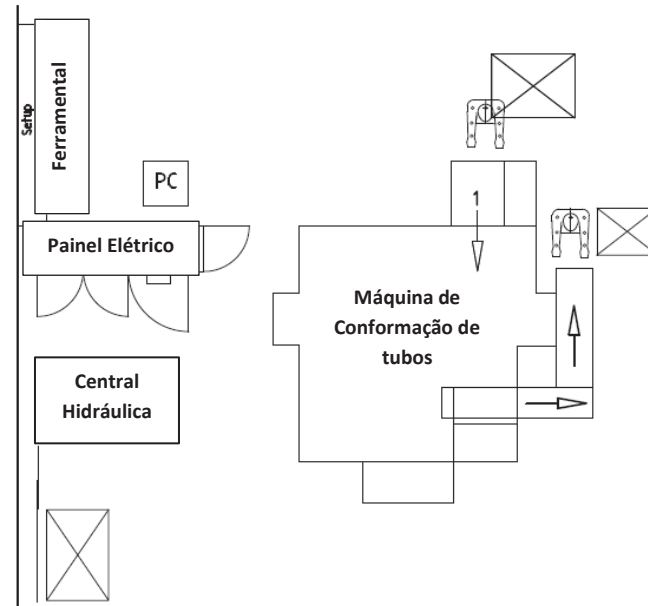 Setup
Ferramental
PC
1
Painel Elétrico
Máquina de
Conformação de
tubos
Central
Hidráulica